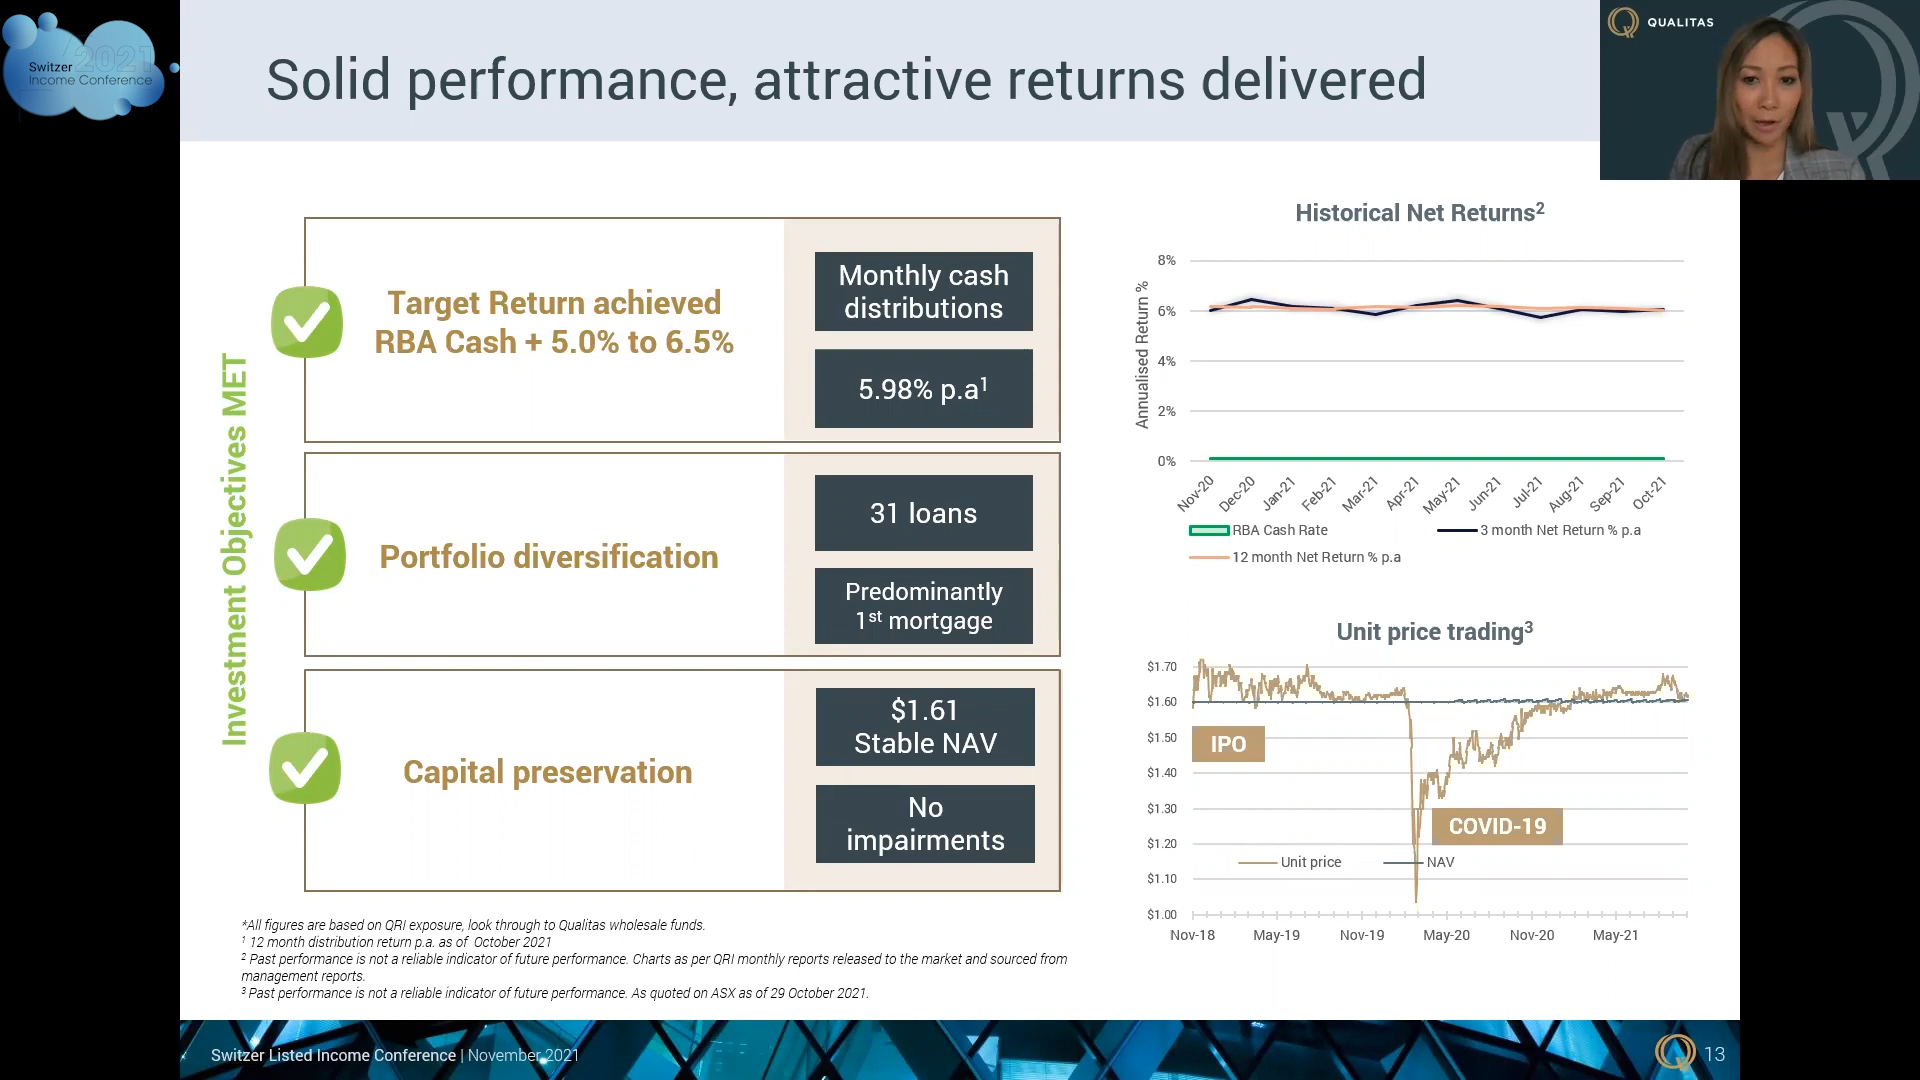 2021
Switzer
Income Conference
Solid performance, attractive returns delivered
QUALITAS
Investment Objectives MET
Target Return achieved
RBA Cash + 5.0% to 6.5%
Monthly cash
distributions
5.98% p.a¹
Portfolio diversification
31 loans
Predominantly
1st mortgage
Capital preservation
$1.61
Stable NAV
No
impairments
Historical Net Returns²
Annualised Return %
8%
6%
4%
2%
0%
Nov-20 Dec-20 Jan-21 Feb-21 Mar-21 Apr-21 May-21 Jun-21 Jul-21 Aug-21 Sep-21 Oct-21
RBA Cash Rate 3 month Net Return % p.a
12 month Net Return % p.a
Unit price trading³
$1.70
$1.60
$1.50
$1.40
$1.30
$1.20
$1.10
$1.00
IPO
COVID-19
Unit price NAV
Nov-18 May-19 Nov-19 May-20 Nov-20 May-21
*All figures are based on QRI exposure, look through to Qualitas wholesale funds.
¹ 12 month distribution return p.a. as of October 2021
² Past performance is not a reliable indicator of future performance. Charts as per QRI monthly reports released to the market and sourced from
management reports.
³ Past performance is not a reliable indicator of future performance. As quoted on ASX as of 29 October 2021.
Switzer Listed Income Conference | November 2021
13